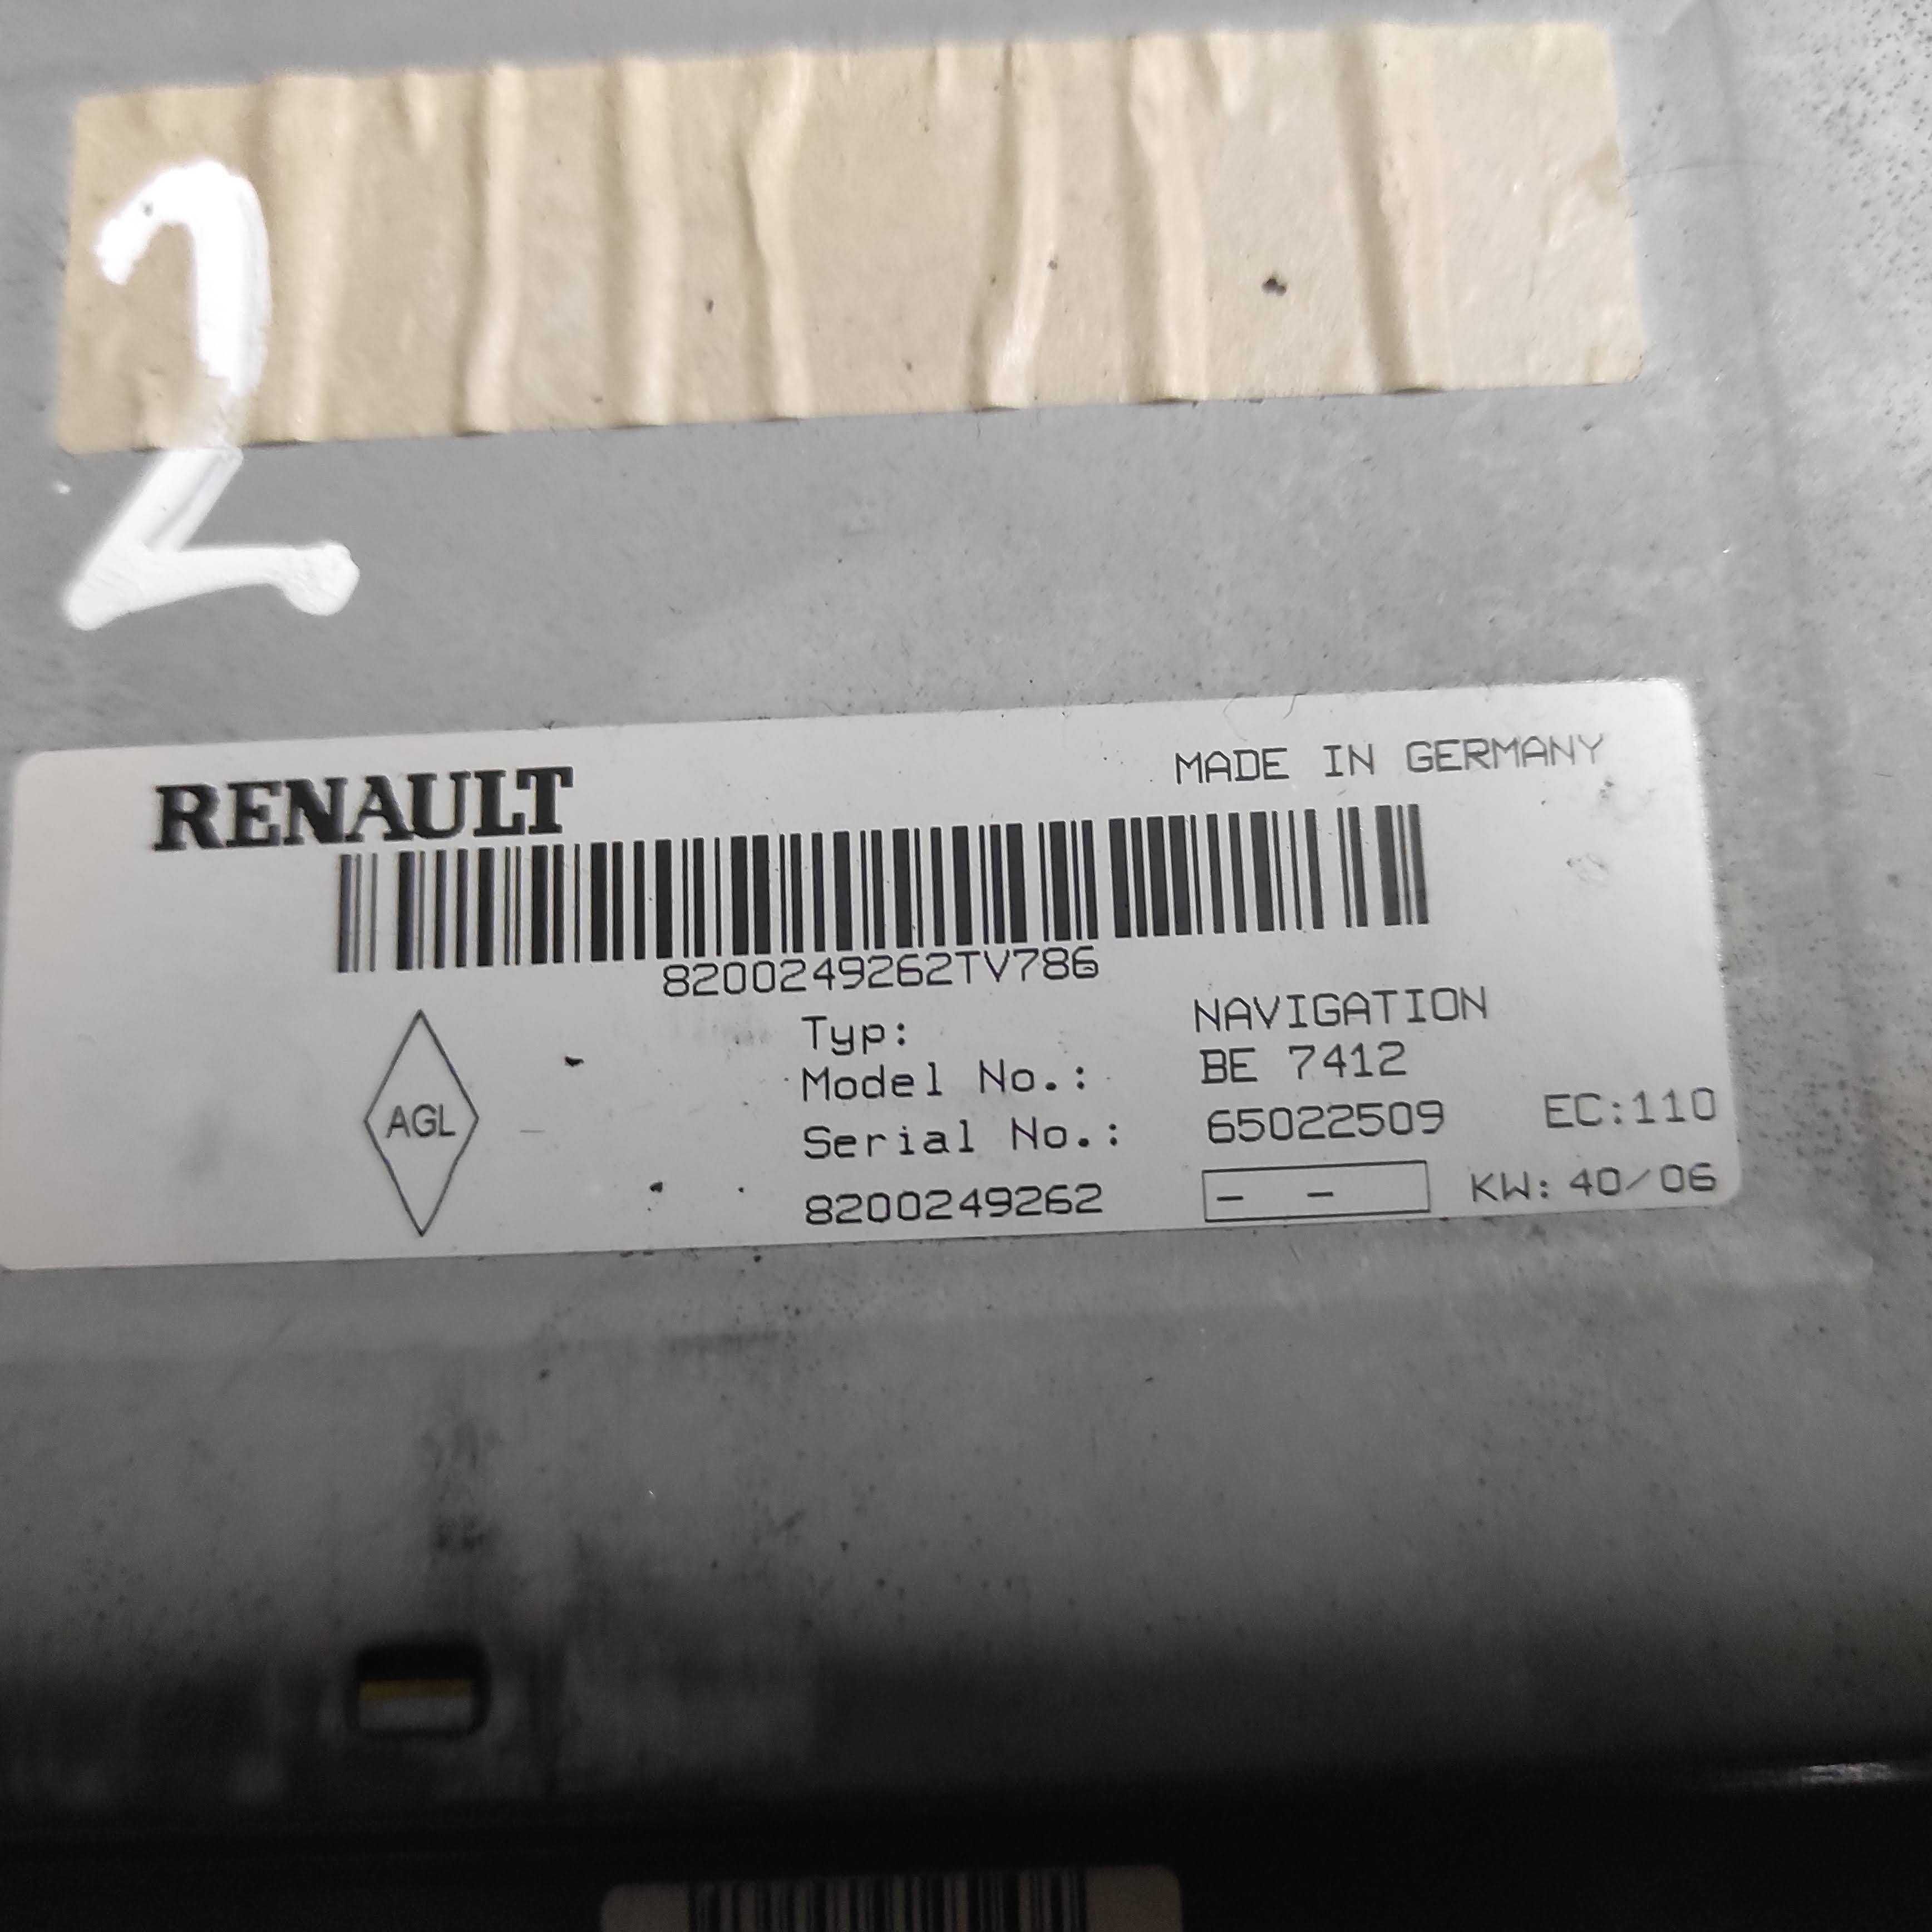 2
RENAULT
MADE IN GERMANY
8200249262TV786
AGL
Typ: NAVIGATION
Model No.: BE 7412
Serial No.: 65022509 EC:110
8200249262 - - KW: 40/06